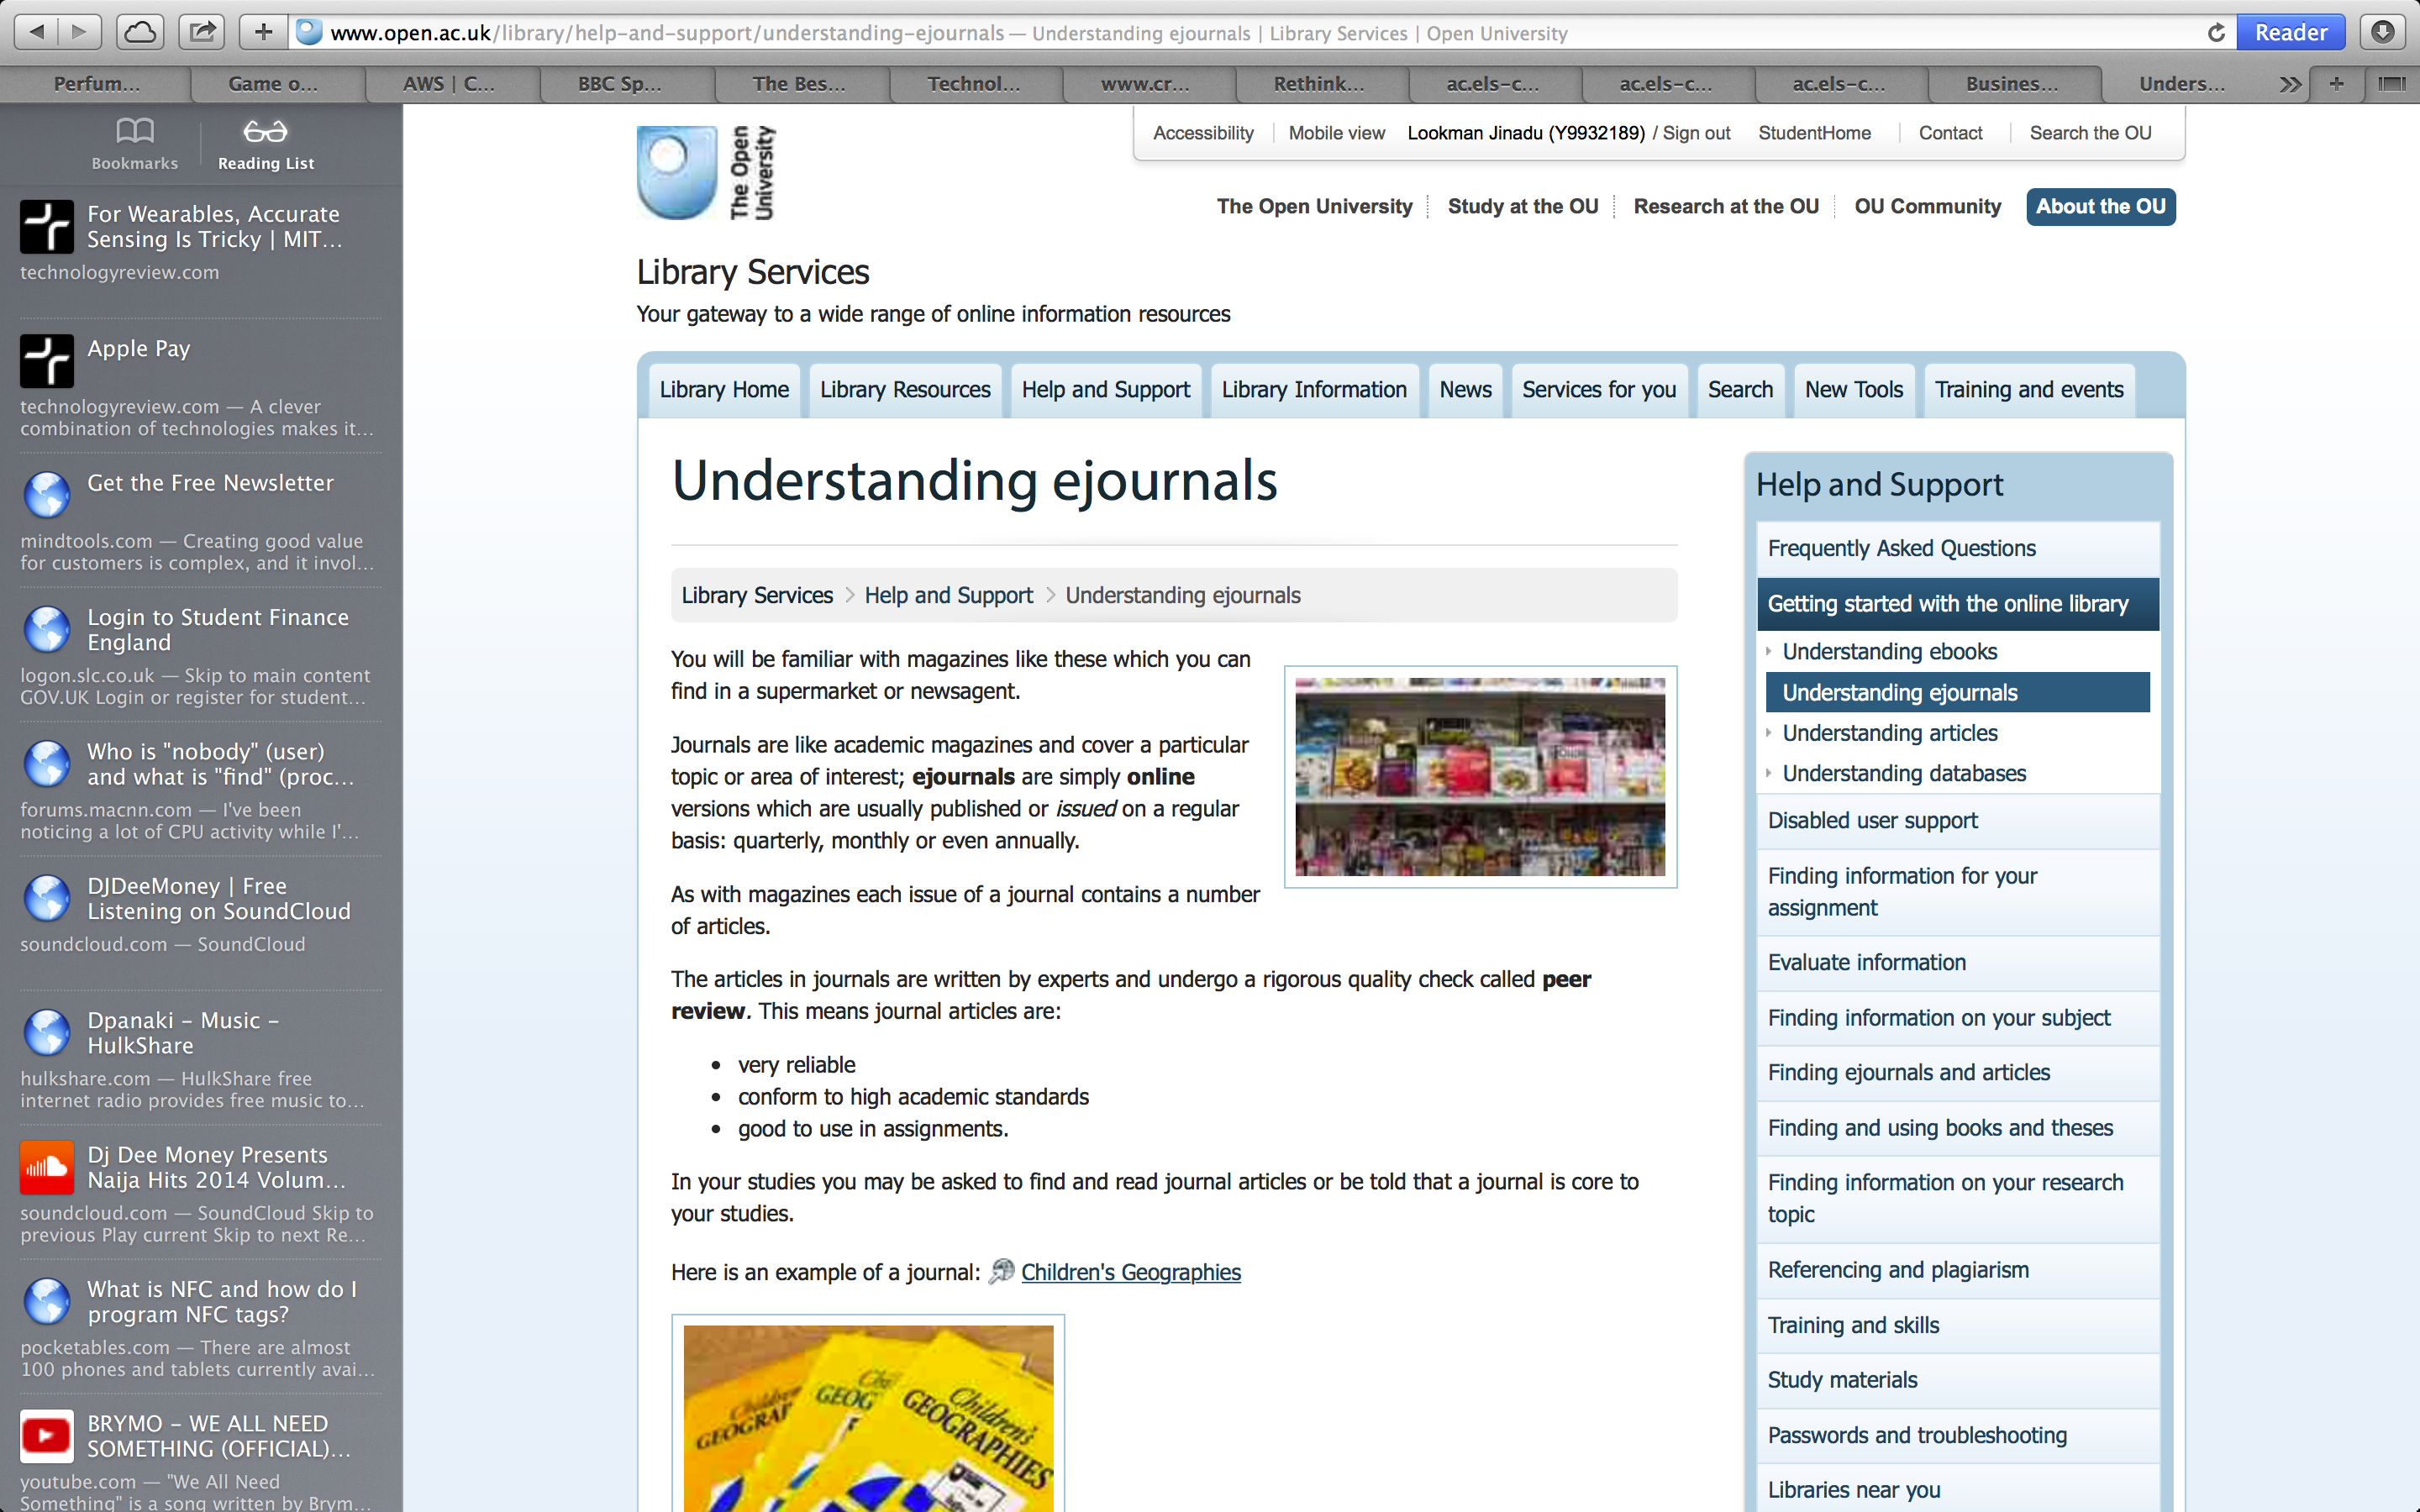 www.open.ac.uk/library/help-and-support/understanding-ejournals — Understanding ejournals | Library Services | Open University
Reader
Perfum...
Game o...
AWS | C...
BBC Sp...
The Bes...
Technol...
www.cr...
Rethink...
ac.els-c...
ac.els-c...
ac.els-c...
Busines...
Unders...
Bookmarks
Reading List
For Wearables, Accurate
Sensing Is Tricky | MIT...
technologyreview.com
Apple Pay
technologyreview.com — A clever
combination of technologies makes it...
Get the Free Newsletter
mindtools.com — Creating good value
for customers is complex, and it invol...
Login to Student Finance
England
logon.slc.co.uk — Skip to main content
GOV.UK Login or register for student...
Who is "nobody" (user)
and what is "find" (proc...
forums.macnn.com — I've been
noticing a lot of CPU activity while I'...
DJDeeMoney | Free
Listening on SoundCloud
soundcloud.com — SoundCloud
Dpanaki – Music –
HulkShare
hulkshare.com — HulkShare free
internet radio provides free music to...
Dj Dee Money Presents
Naija Hits 2014 Volum...
soundcloud.com — SoundCloud Skip to
previous Play current Skip to next Re...
What is NFC and how do I
program NFC tags?
pocketables.com — There are almost
100 phones and tablets currently avai...
BRYMO – WE ALL NEED
SOMETHING (OFFICIAL)...
youtube.com — "We All Need
Something" is a song written by Brym...
The Open
University
Accessibility
Mobile view
Lookman Jinadu (Y9932189) / Sign out
StudentHome
Contact
Search the OU
The Open University
Study at the OU
Research at the OU
OU Community
About the OU
Library Services
Your gateway to a wide range of online information resources
Library Home
Library Resources
Help and Support
Library Information
News
Services for you
Search
New Tools
Training and events
Understanding ejournals
Library Services > Help and Support > Understanding ejournals
You will be familiar with magazines like these which you can
find in a supermarket or newsagent.
Journals are like academic magazines and cover a particular
topic or area of interest; ejournals are simply online
versions which are usually published or issued on a regular
basis: quarterly, monthly or even annually.
As with magazines each issue of a journal contains a number
of articles.
The articles in journals are written by experts and undergo a rigorous quality check called peer
review. This means journal articles are:
• very reliable
• conform to high academic standards
• good to use in assignments.
In your studies you may be asked to find and read journal articles or be told that a journal is core to
your studies.
Here is an example of a journal: Children's Geographies
Children's
GEOGRAPHIES
Help and Support
Frequently Asked Questions
Getting started with the online library
Understanding ebooks
Understanding ejournals
Understanding articles
Understanding databases
Disabled user support
Finding information for your
assignment
Evaluate information
Finding information on your subject
Finding ejournals and articles
Finding and using books and theses
Finding information on your research
topic
Referencing and plagiarism
Training and skills
Study materials
Passwords and troubleshooting
Libraries near you